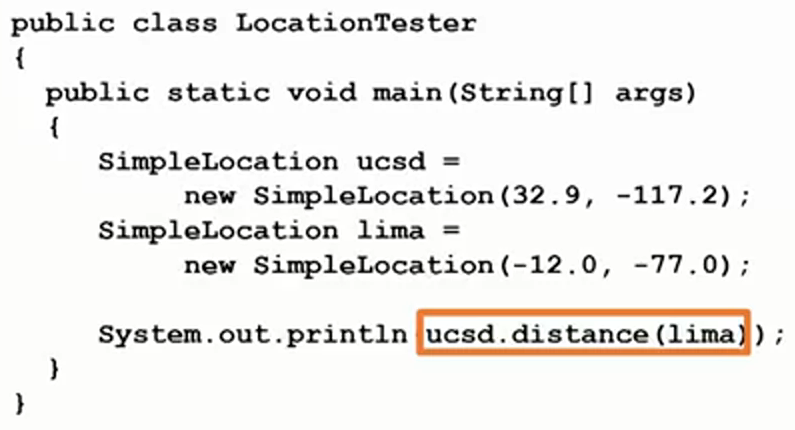 public class LocationTester
{
public static void main(String[] args)
{
SimpleLocation ucsd =
new SimpleLocation(32.9, -117.2);
SimpleLocation lima =
new SimpleLocation(-12.0, -77.0);
System.out.println ucsd.distance(lima));
}
}